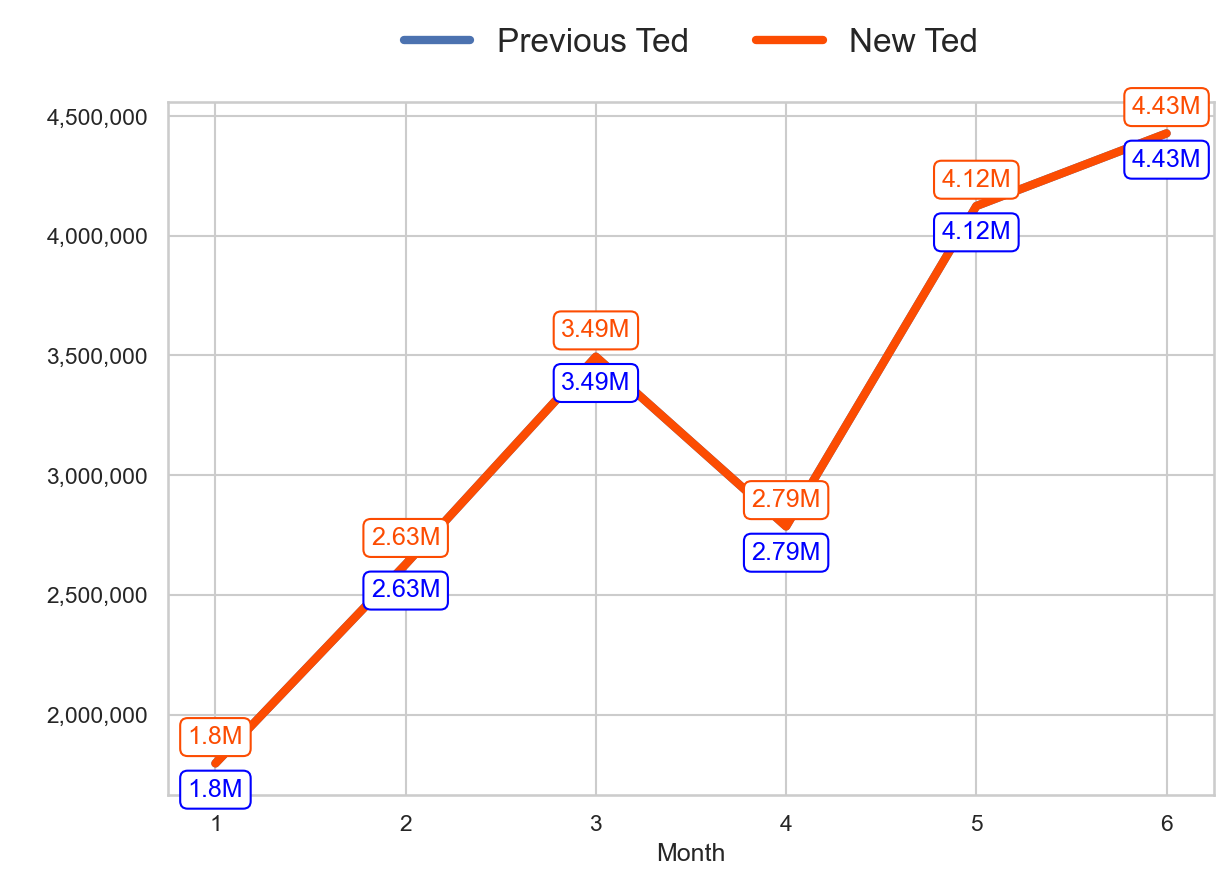 Previous Ted New Ted
4,500,000
4,000,000
3,500,000
3,000,000
2,500,000
2,000,000
1.8M
2.63M
3.49M
2.79M
4.12M
4.43M
1.8M
2.63M
3.49M
2.79M
4.12M
4.43M
1 2 3 4 5 6
Month